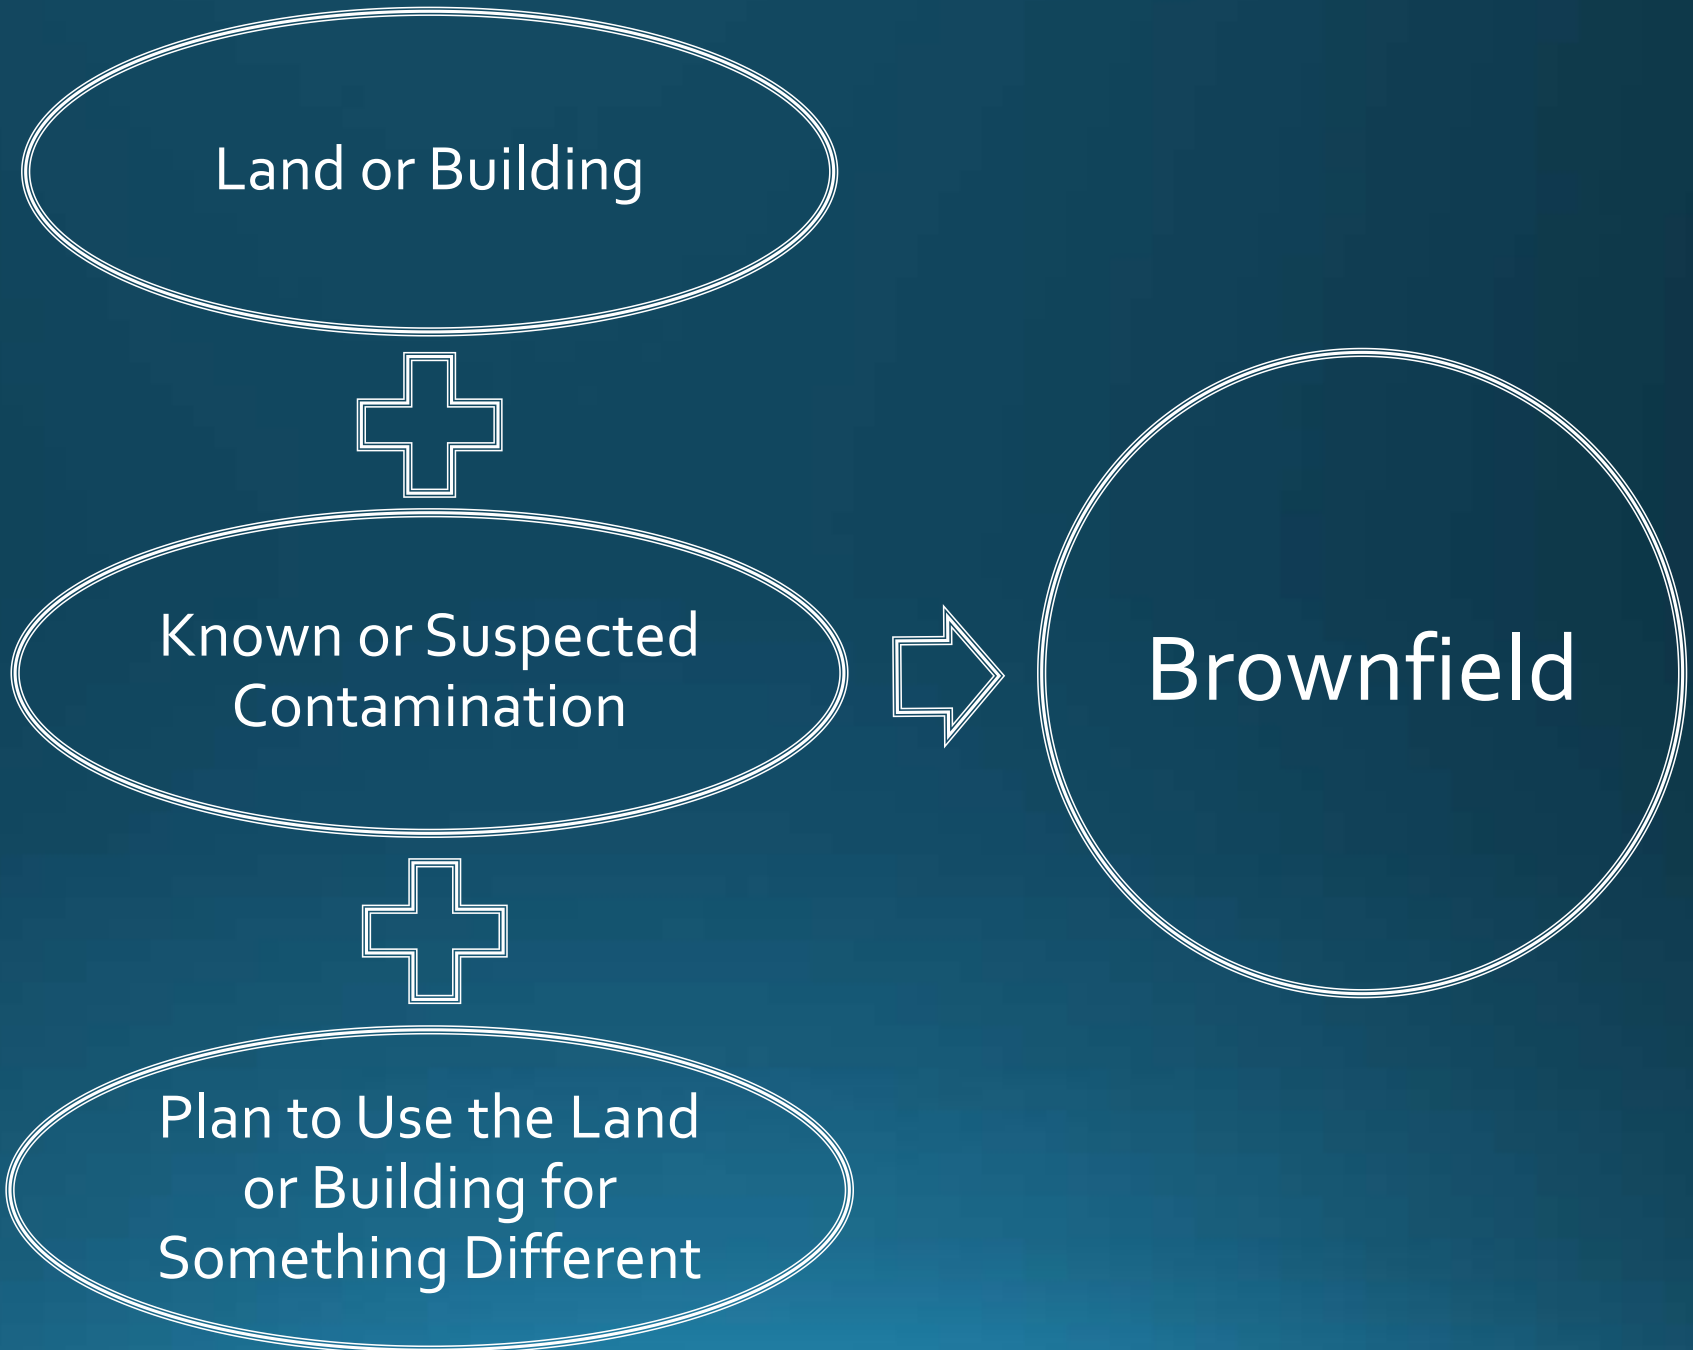 Land or Building
Known or Suspected
Contamination
Plan to Use the Land
or Building for
Something Different
Brownfield